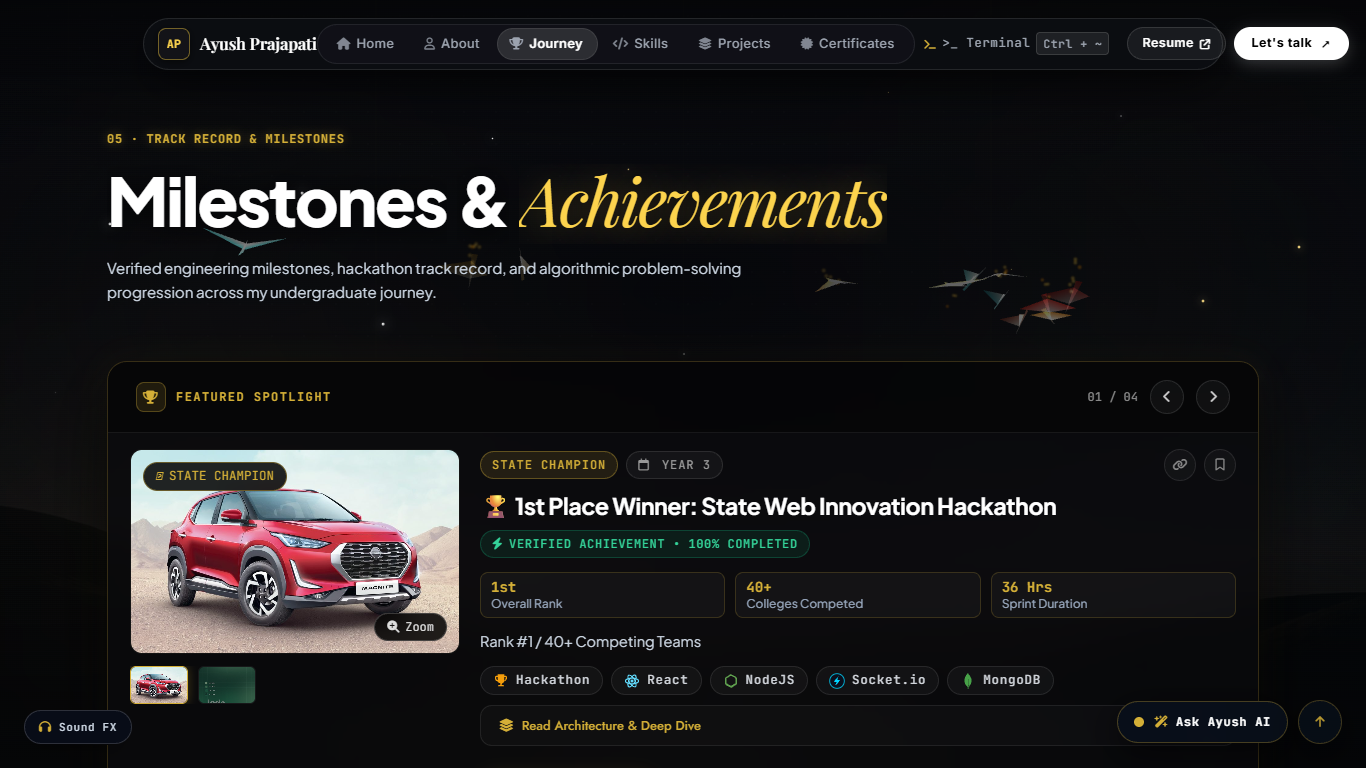 AP
Ayush Prajapati
Home
About
Journey
Skills
Projects
Certificates
>_ Terminal Ctrl + ~
Resume
Let's talk ↗
05 · TRACK RECORD & MILESTONES
Milestones & Achievements
Verified engineering milestones, hackathon track record, and algorithmic problem-solving
progression across my undergraduate journey.
FEATURED SPOTLIGHT
01 / 04
STATE CHAMPION
MAGNITE
Zoom
STATE CHAMPION
YEAR 3
🏆 1st Place Winner: State Web Innovation Hackathon
VERIFIED ACHIEVEMENT • 100% COMPLETED
1st
Overall Rank
40+
Colleges Competed
36 Hrs
Sprint Duration
Rank #1 / 40+ Competing Teams
Hackathon
React
NodeJS
Socket.io
MongoDB
Read Architecture & Deep Dive
Sound FX
Ask Ayush AI